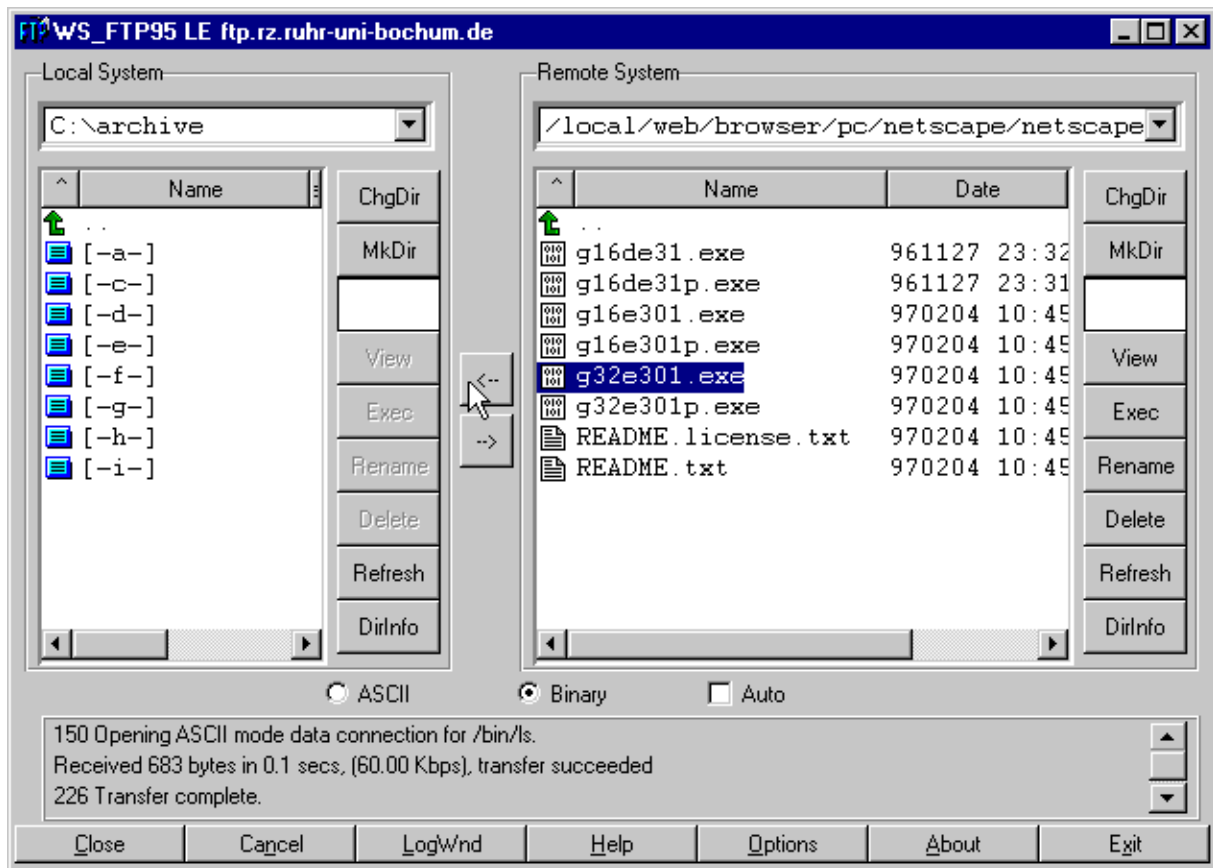 WS_FTP95 LE ftp.rz.ruhr-uni-bochum.de
Local System
C:\archive
^ Name
..
[-a-]
[-c-]
[-d-]
[-e-]
[-f-]
[-g-]
[-h-]
[-i-]
ChgDir
MkDir
View
Exec
Rename
Delete
Refresh
DirInfo
<--
-->
Remote System
/local/web/browser/pc/netscape/netscape
^ Name Date
..
g16de31.exe 961127 23:32
g16de31p.exe 961127 23:31
g16e301.exe 970204 10:45
g16e301p.exe 970204 10:45
g32e301.exe 970204 10:45
g32e301p.exe 970204 10:45
README.license.txt 970204 10:45
README.txt 970204 10:45
ChgDir
MkDir
View
Exec
Rename
Delete
Refresh
DirInfo
ASCII Binary Auto
150 Opening ASCII mode data connection for /bin/ls.
Received 683 bytes in 0.1 secs, (60.00 Kbps), transfer succeeded
226 Transfer complete.
Close Cancel LogWnd Help Options About Exit